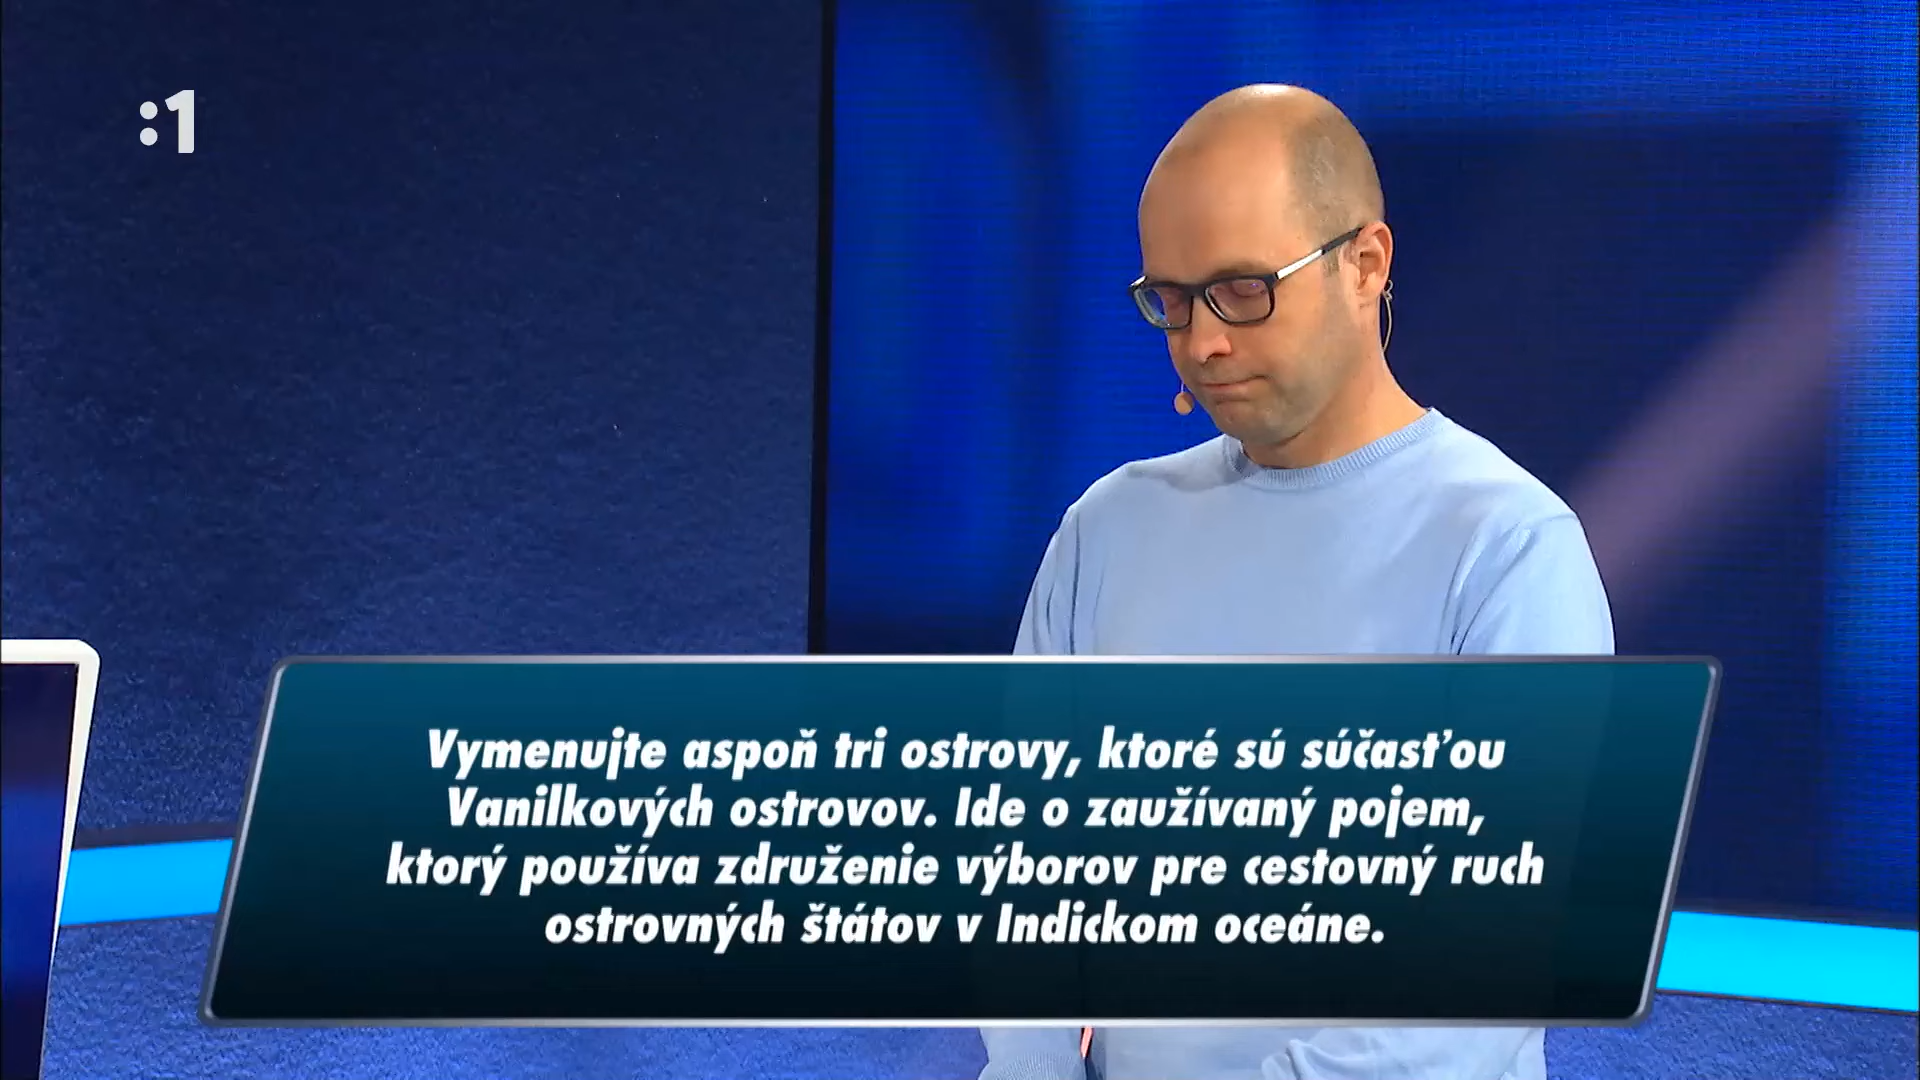 :1
Vymenujte aspoň tri ostrovy, ktoré sú súčasťou
Vanilkových ostrovov. Ide o zaužívaný pojem,
ktorý používa združenie výborov pre cestovný ruch
ostrovných štátov v Indickom oceáne.